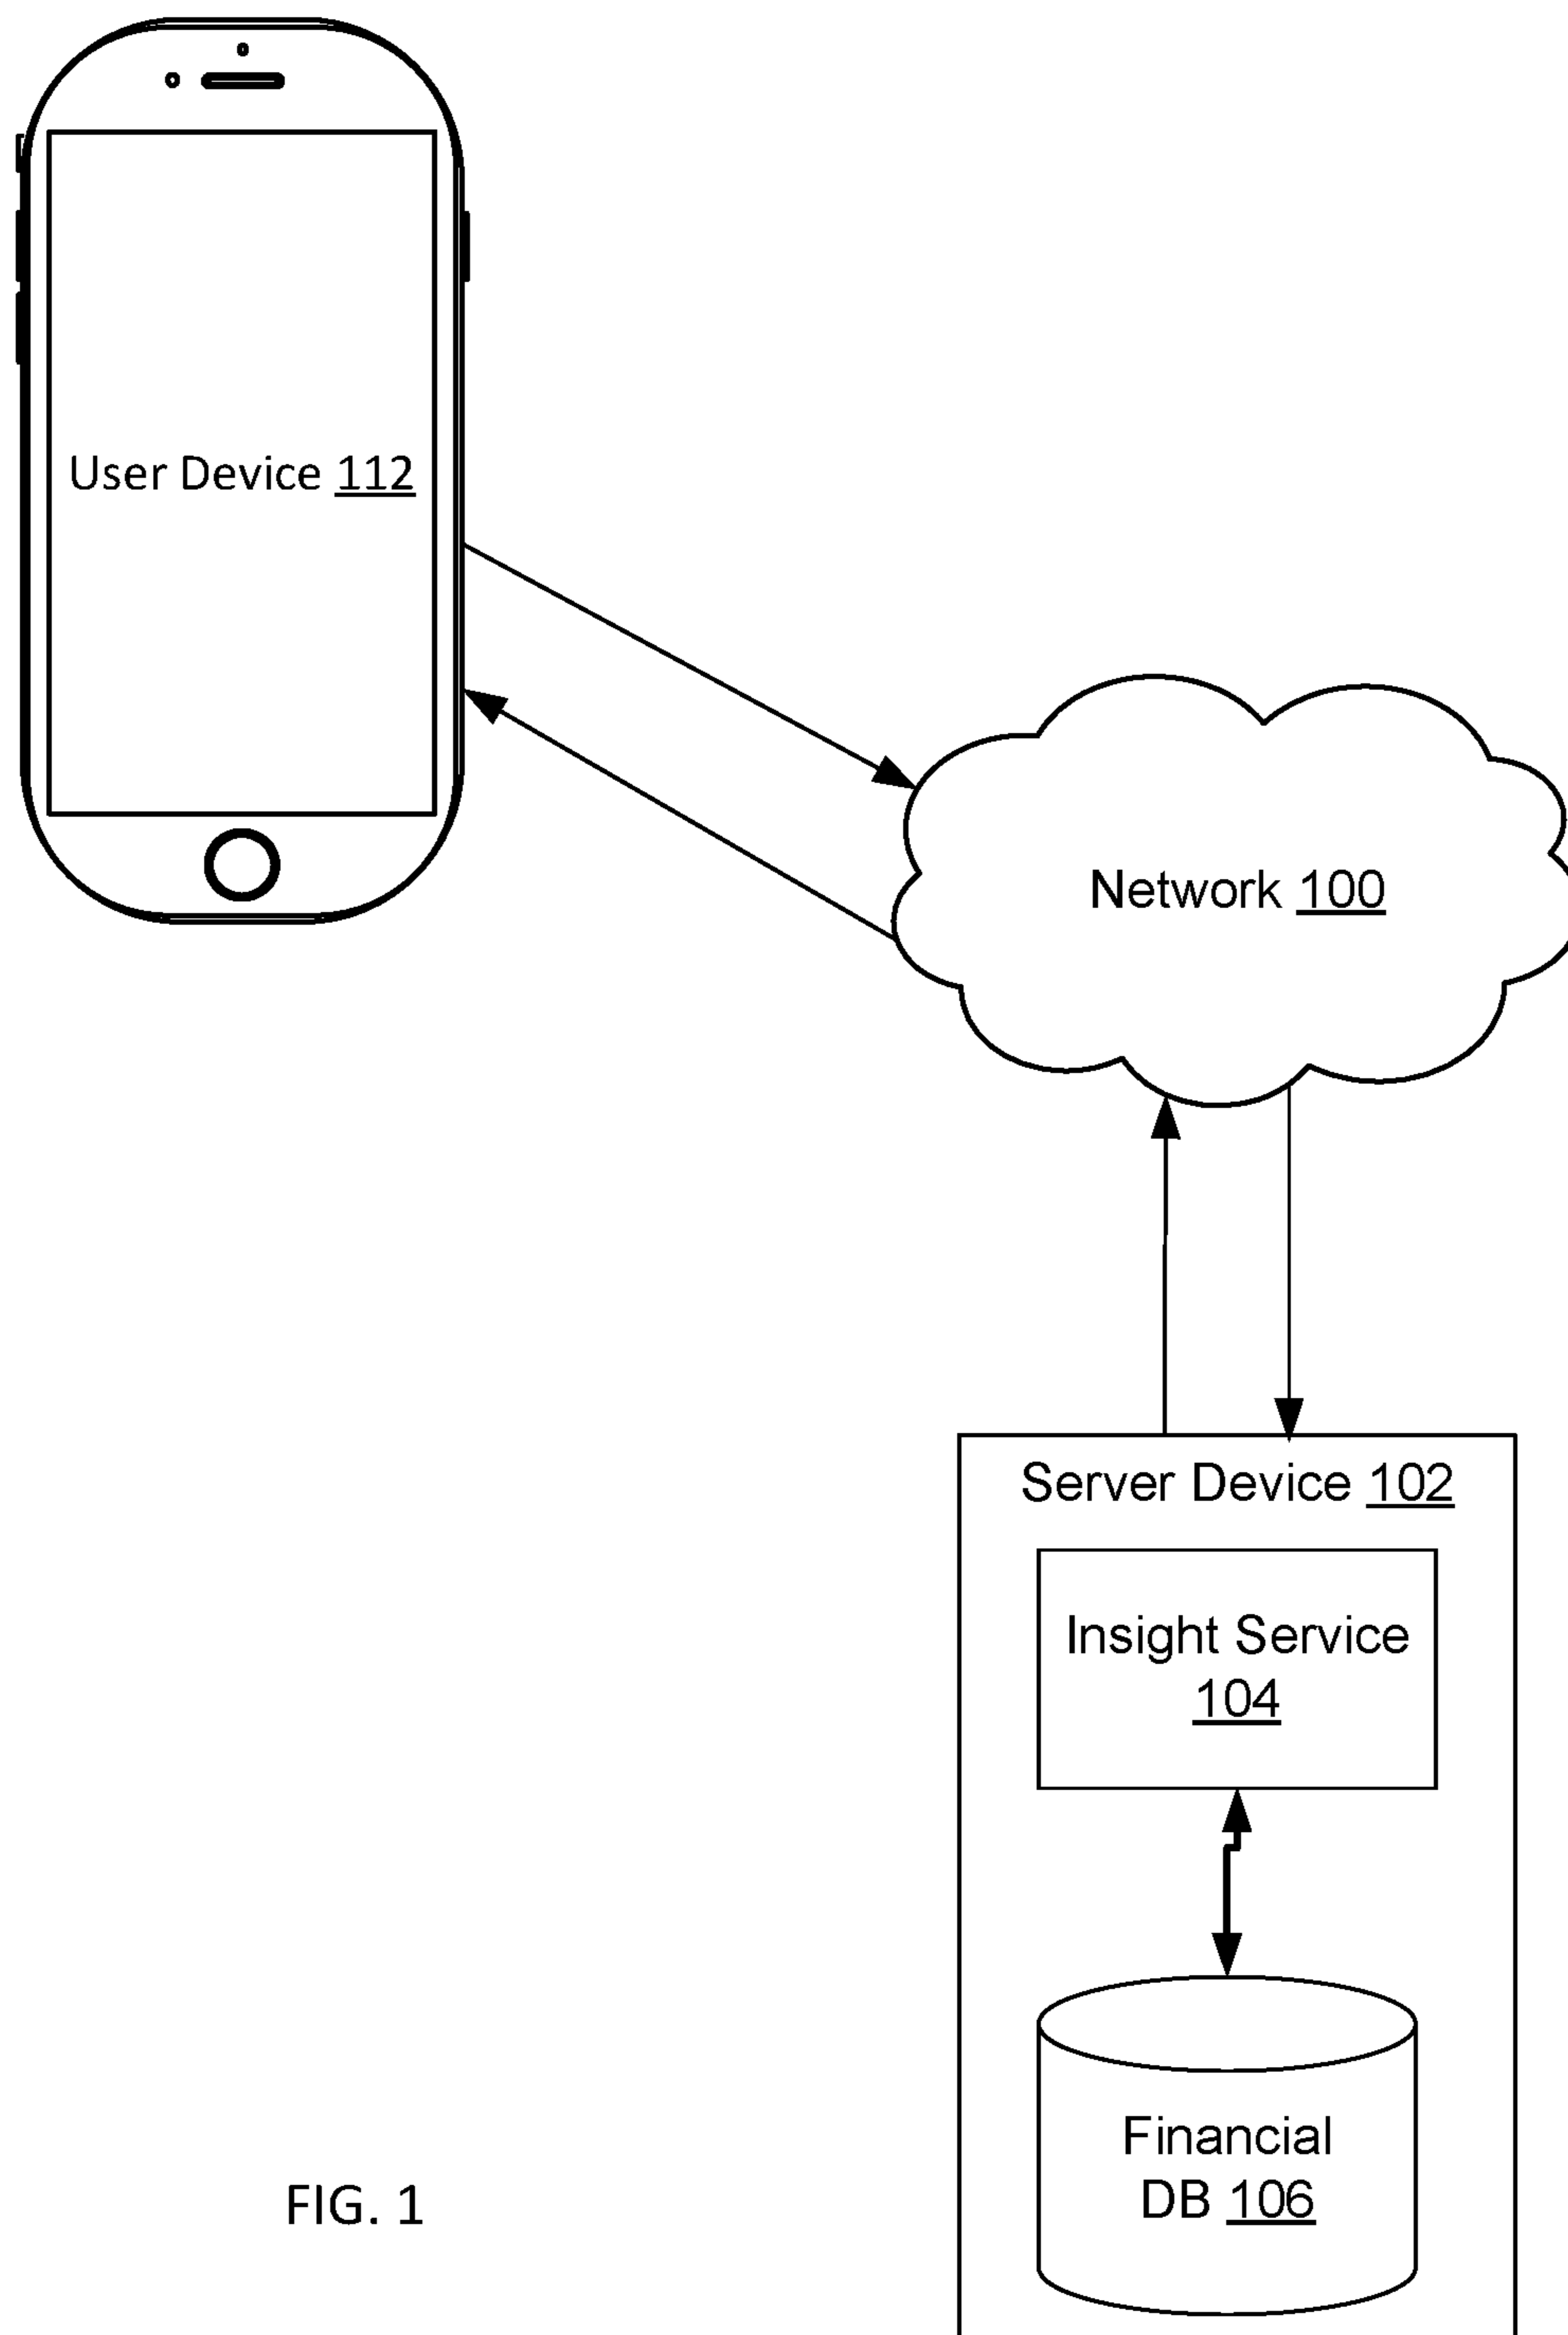 User Device 112
Network 100
Server Device 102
Insight Service
104
Financial
DB 106
FIG. 1